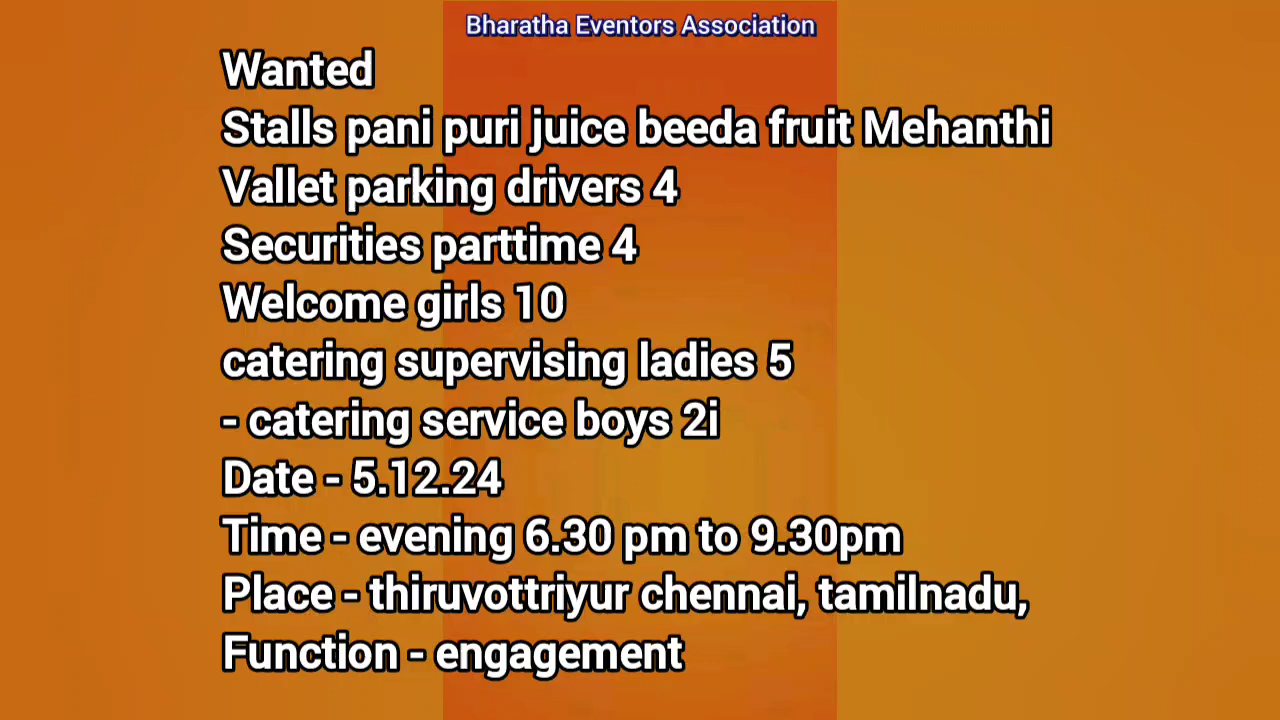 Bharatha Eventors Association
Wanted
Stalls pani puri juice beeda fruit Mehanthi
Vallet parking drivers 4
Securities parttime 4
Welcome girls 10
catering supervising ladies 5
- catering service boys 2i
Date - 5.12.24
Time - evening 6.30 pm to 9.30pm
Place - thiruvottriyur chennai, tamilnadu,
Function - engagement